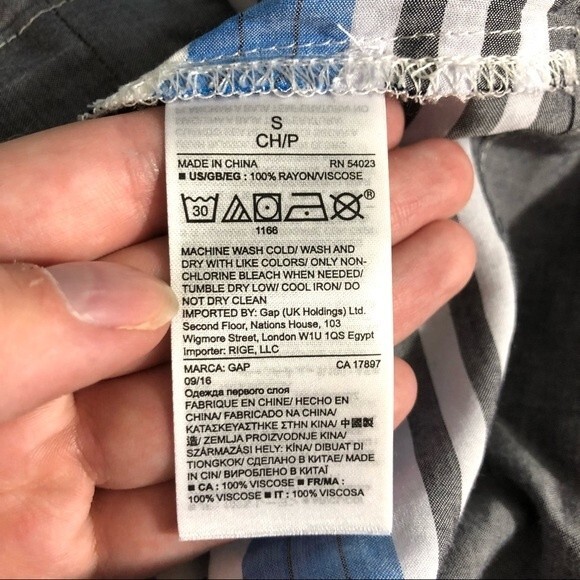 S
CH/P
MADE IN CHINA RN 54023
■ US/GB/EG : 100% RAYON/VISCOSE
30 ®
1166
MACHINE WASH COLD/ WASH AND
DRY WITH LIKE COLORS/ ONLY NON-
CHLORINE BLEACH WHEN NEEDED/
TUMBLE DRY LOW/ COOL IRON/ DO
NOT DRY CLEAN
IMPORTED BY: Gap (UK Holdings) Ltd.
Second Floor, Nations House, 103
Wigmore Street, London W1U 1QS Egypt
Importer: RIGE, LLC
MARCA: GAP CA 17897
09/16
Одежда первого слоя
FABRIQUE EN CHINE/ HECHO EN
CHINA/ FABRICADO NA CHINA/
ΚΑΤΑΣΚΕΥΑΣΤΗΚΕ ΣΤΗΝ ΚΙΝΑ/ 中國製
造/ ZEMLJA PROIZVODNJE KINA/
SZÁRMAZÁSI HELY: KÍNA/ DIBUAT DI
TIONGKOK/ СДЕЛАНО В КИТАЕ/ MADE
IN CIN/ ВИРОБЛЕНО В КИТАЇ
■ CA : 100% VISCOSE ■ FR/MA :
100% VISCOSE ■ IT : 100% VISCOSA